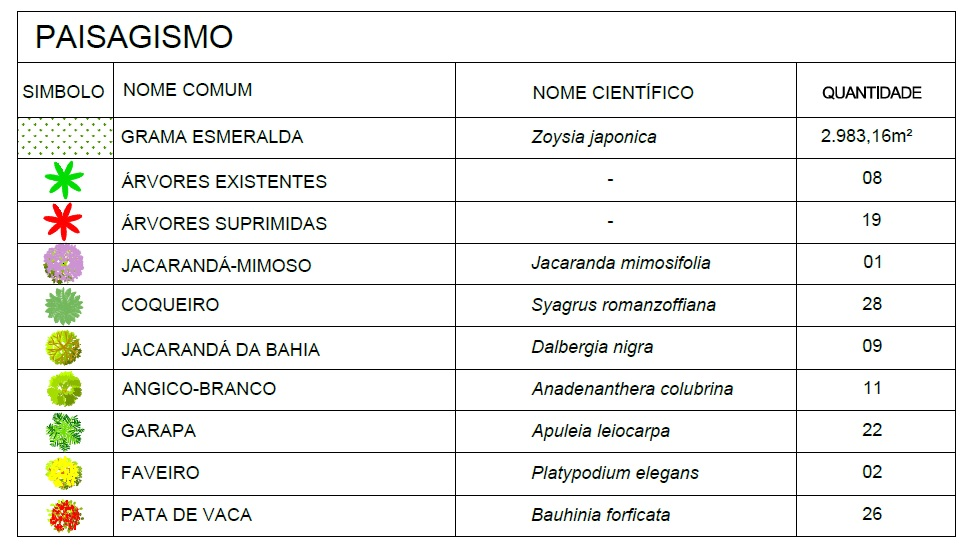 PAISAGISMO
SIMBOLO NOME COMUM NOME CIENTÍFICO QUANTIDADE
GRAMA ESMERALDA Zoysia japonica 2.983,16m²
ÁRVORES EXISTENTES - 08
ÁRVORES SUPRIMIDAS - 19
JACARANDÁ-MIMOSO Jacaranda mimosifolia 01
COQUEIRO Syagrus romanzoffiana 28
JACARANDÁ DA BAHIA Dalbergia nigra 09
ANGICO-BRANCO Anadenanthera colubrina 11
GARAPA Apuleia leiocarpa 22
FAVEIRO Platypodium elegans 02
PATA DE VACA Bauhinia forficata 26